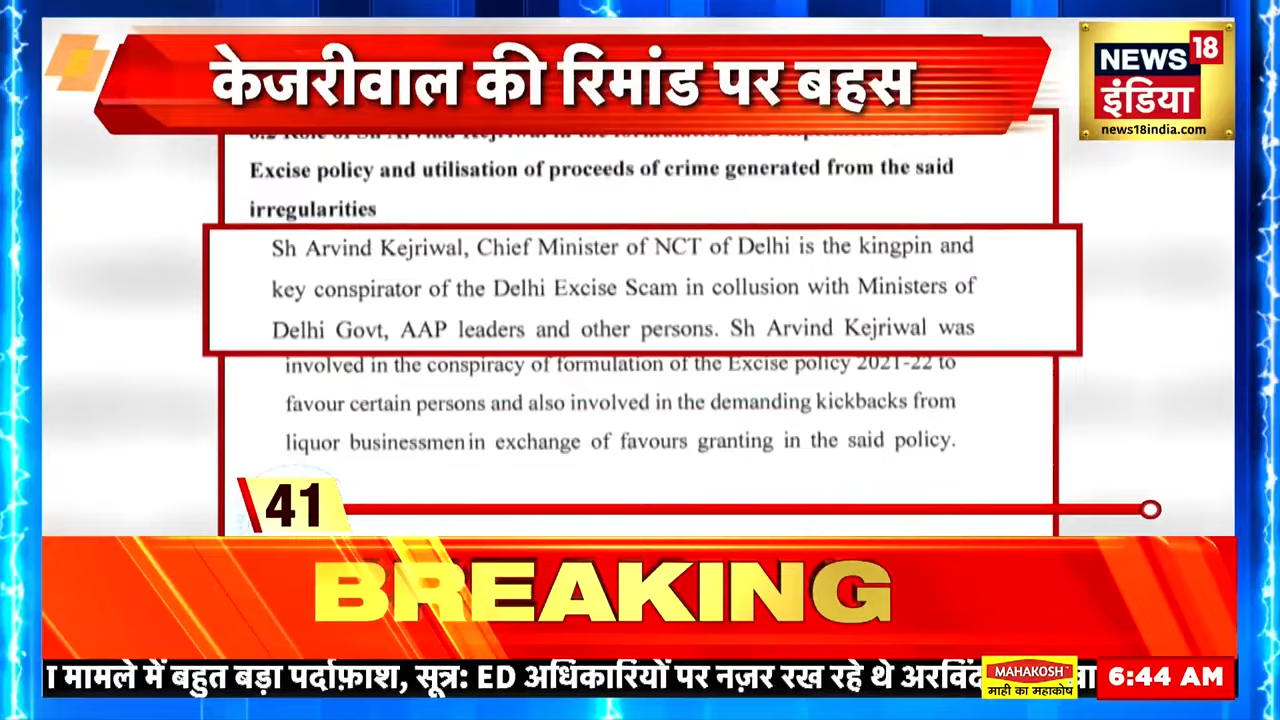 केजरीवाल की रिमांड पर बहस
NEWS 18
इंडिया
news18india.com
Excise policy and utilisation of proceeds of crime generated from the said
irregularities
Sh Arvind Kejriwal, Chief Minister of NCT of Delhi is the kingpin and
key conspirator of the Delhi Excise Scam in collusion with Ministers of
Delhi Govt, AAP leaders and other persons. Sh Arvind Kejriwal was
involved in the conspiracy of formulation of the Excise policy 2021-22 to
favour certain persons and also involved in the demanding kickbacks from
liquor businessmen in exchange of favours granting in the said policy.
41
BREAKING
मामले में बहुत बड़ा पर्दाफ़ाश, सूत्र: ED अधिकारियों पर नज़र रख रहे थे
MAHAKOSH
माही का महाकोष
6:44 AM